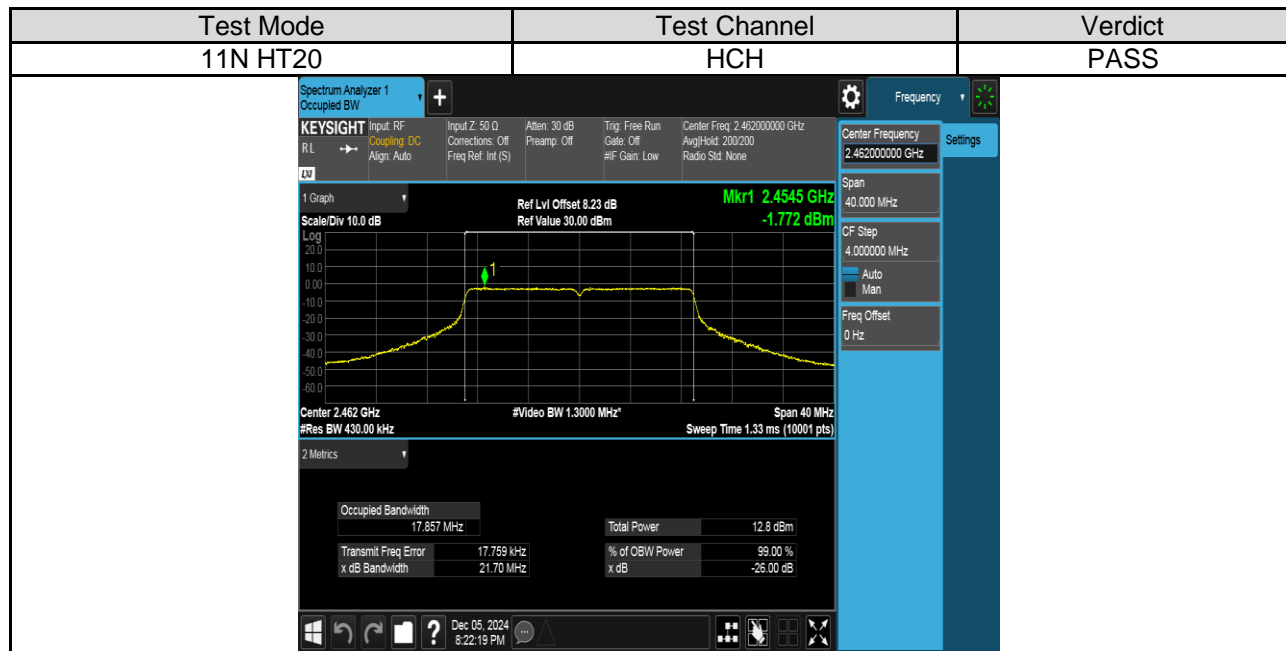 Test Mode Test Channel Verdict
11N HT20 HCH PASS
Spectrum Analyzer 1
Occupied BW
+
Frequency
KEYSIGHT Input: RF Input Z: 50 Ω Atten: 30 dB Trig: Free Run Center Freq: 2.462000000 GHz
RL Coupling: DC Corrections: Off Preamp: Off Gate: Off Avg|Hold: 200/200
Align: Auto Freq Ref: Int (S) #IF Gain: Low Radio Std: None
LXI
Center Frequency
2.462000000 GHz
Settings
Span
40.000 MHz
CF Step
4.000000 MHz
Auto
Man
Freq Offset
0 Hz
1 Graph Ref Lvl Offset 8.23 dB Mkr1 2.4545 GHz
Scale/Div 10.0 dB Ref Value 30.00 dBm -1.772 dBm
Log
20.0
10.0
0.00
-10.0
-20.0
-30.0
-40.0
-50.0
-60.0
1
Center 2.462 GHz #Video BW 1.3000 MHz* Span 40 MHz
#Res BW 430.00 kHz Sweep Time 1.33 ms (10001 pts)
2 Metrics
Occupied Bandwidth
17.857 MHz Total Power 12.8 dBm
Transmit Freq Error 17.759 kHz % of OBW Power 99.00 %
x dB Bandwidth 21.70 MHz x dB -26.00 dB
? Dec 05, 2024
8:22:19 PM